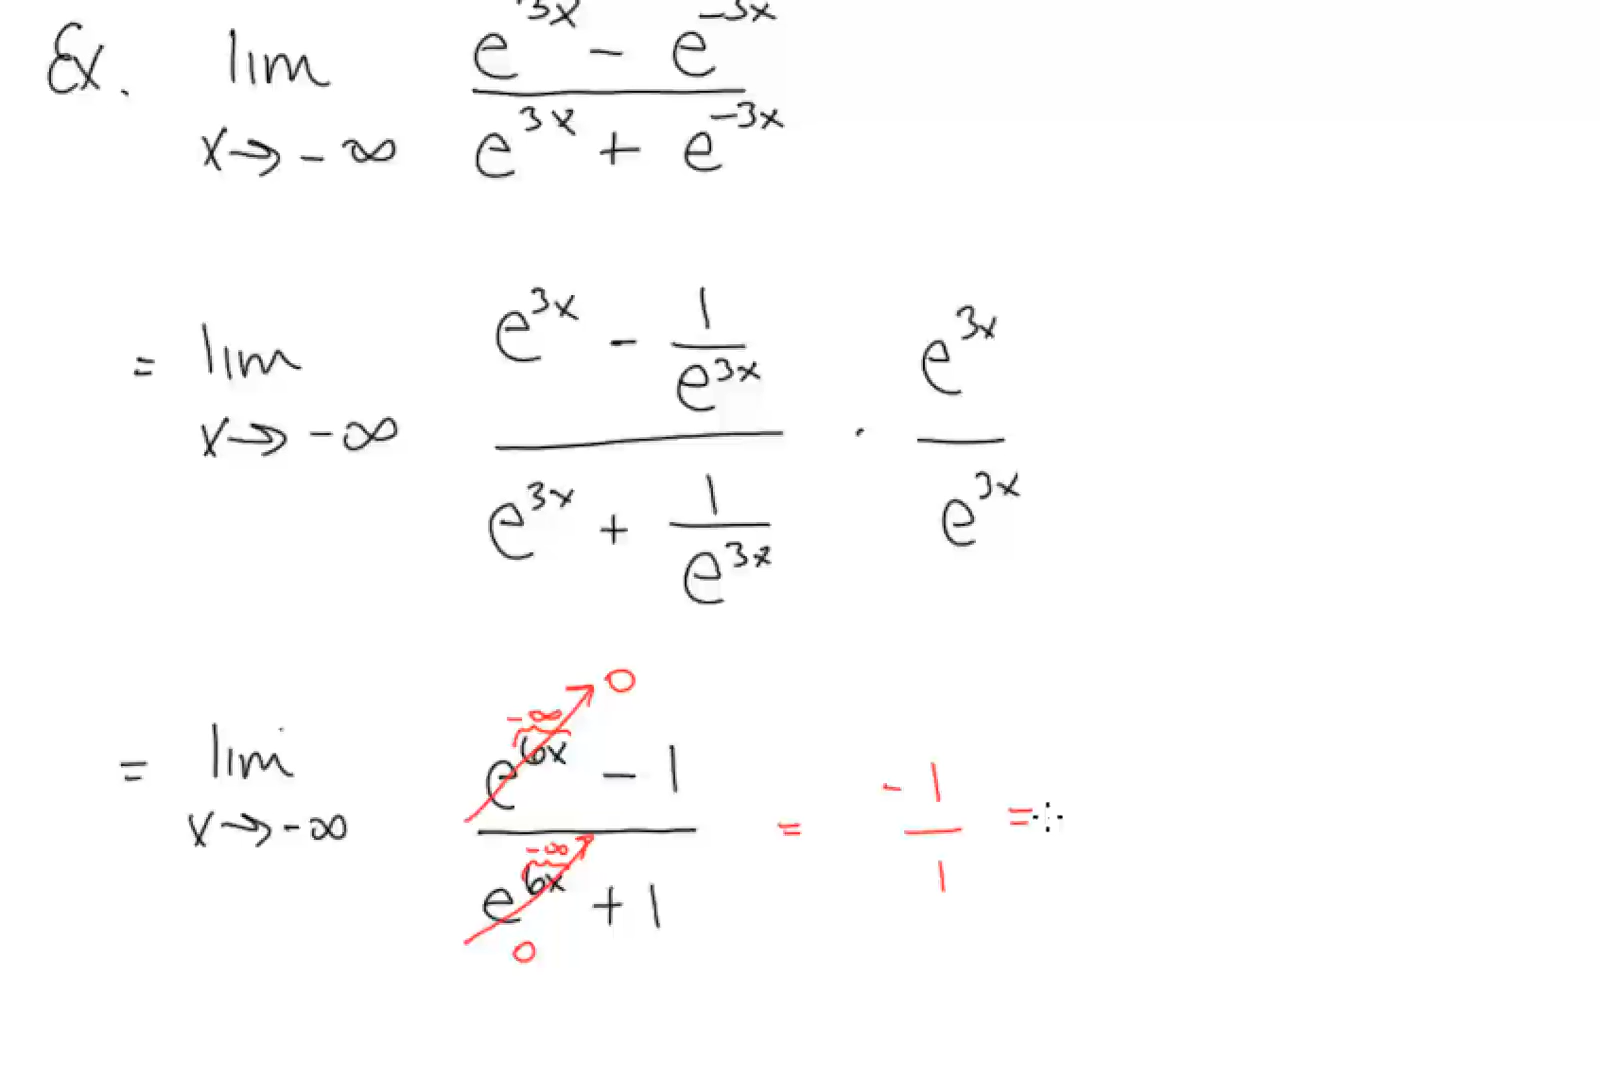 Ex. lim x→-∞ (e^{3x} - e^{-3x}) / (e^{3x} + e^{-3x})
= lim x→-∞ (e^{3x} - 1/e^{3x}) / (e^{3x} + 1/e^{3x}) · e^{3x}/e^{3x}
0
-∞
= lim x→-∞ (e^{6x} - 1) / (e^{6x} + 1) = -1/1 =
-∞
0